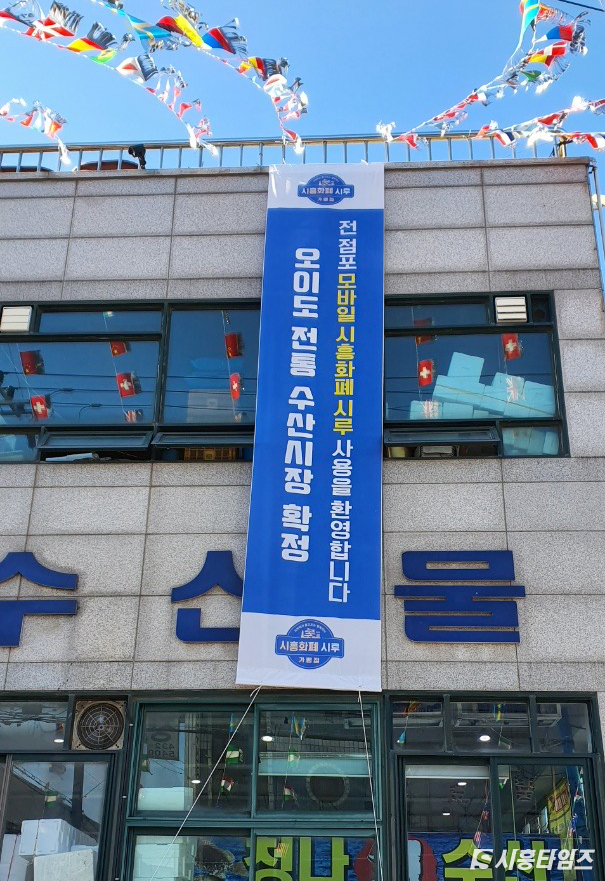 시흥화폐 시루
가맹점
전 점포 모바일시흥화폐시루 사용을 환영합니다
오이도 전통 수산시장 확정
수산물
시흥화폐 시루
가맹점
시흥타임즈